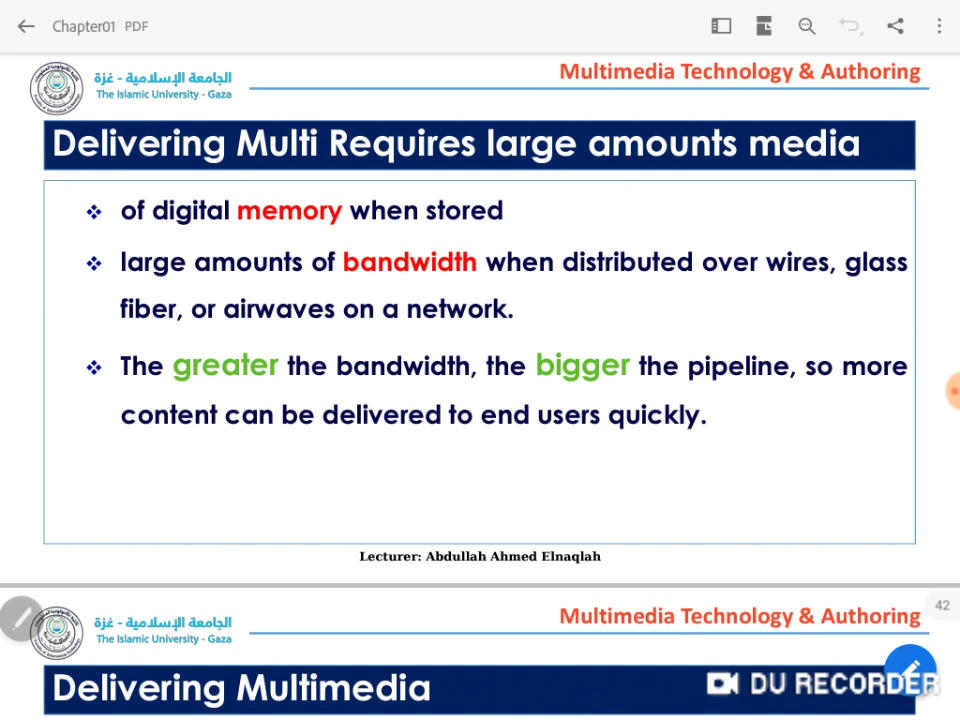 Chapter01 PDF
الجامعة الإسلامية - غزة
The Islamic University - Gaza
Multimedia Technology & Authoring
Delivering Multi Requires large amounts media
of digital memory when stored
large amounts of bandwidth when distributed over wires, glass
fiber, or airwaves on a network.
The greater the bandwidth, the bigger the pipeline, so more
content can be delivered to end users quickly.
Lecturer: Abdullah Ahmed Elnaqlah
42
الجامعة الإسلامية - غزة
The Islamic University - Gaza
Multimedia Technology & Authoring
Delivering Multimedia
DU RECORDER